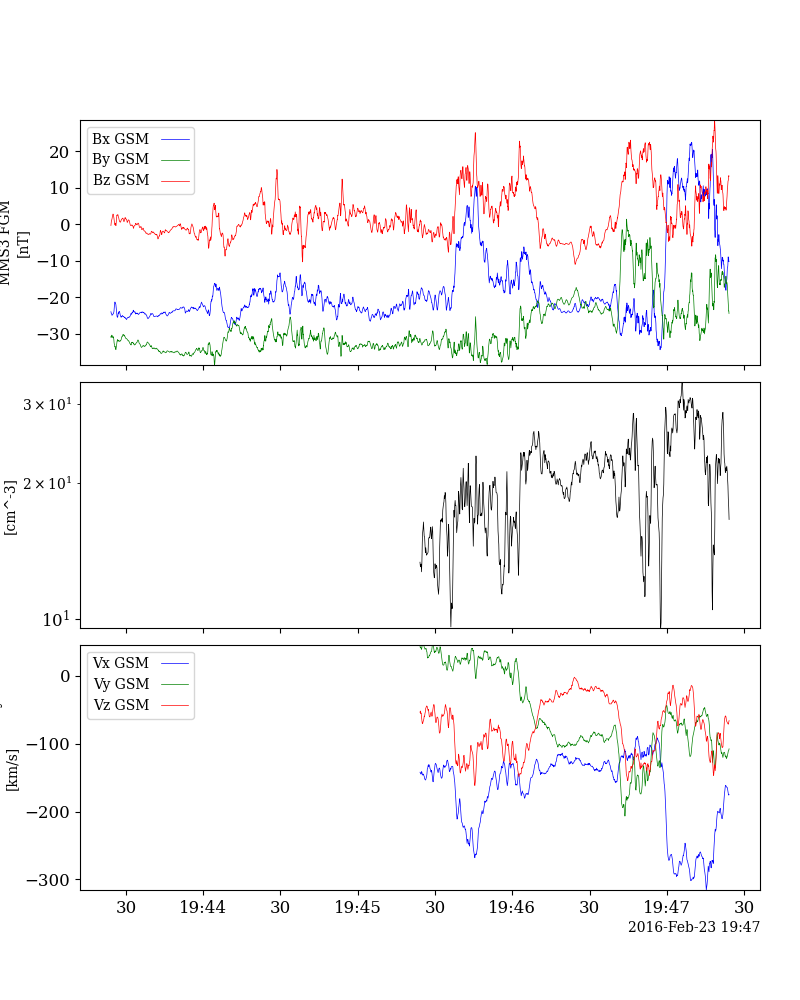 Bx GSM
By GSM
Bz GSM
20
10
0
−10
−20
−30
MMS3 FGM
[nT]
3×10¹
2×10¹
10¹
[cm^-3]
Vx GSM
Vy GSM
Vz GSM
0
−100
−200
−300
[km/s]
30 19:44 30 19:45 30 19:46 30 19:47 30
2016-Feb-23 19:47